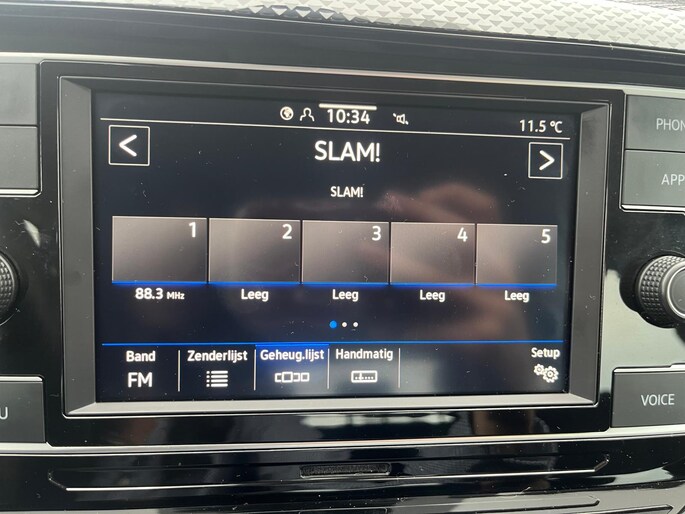 10:34
11.5 °C
SLAM!
SLAM!
1 2 3 4 5
88.3 MHz Leeg Leeg Leeg Leeg
Band Zenderlijst Geheug.lijst Handmatig Setup
FM
APP
VOICE